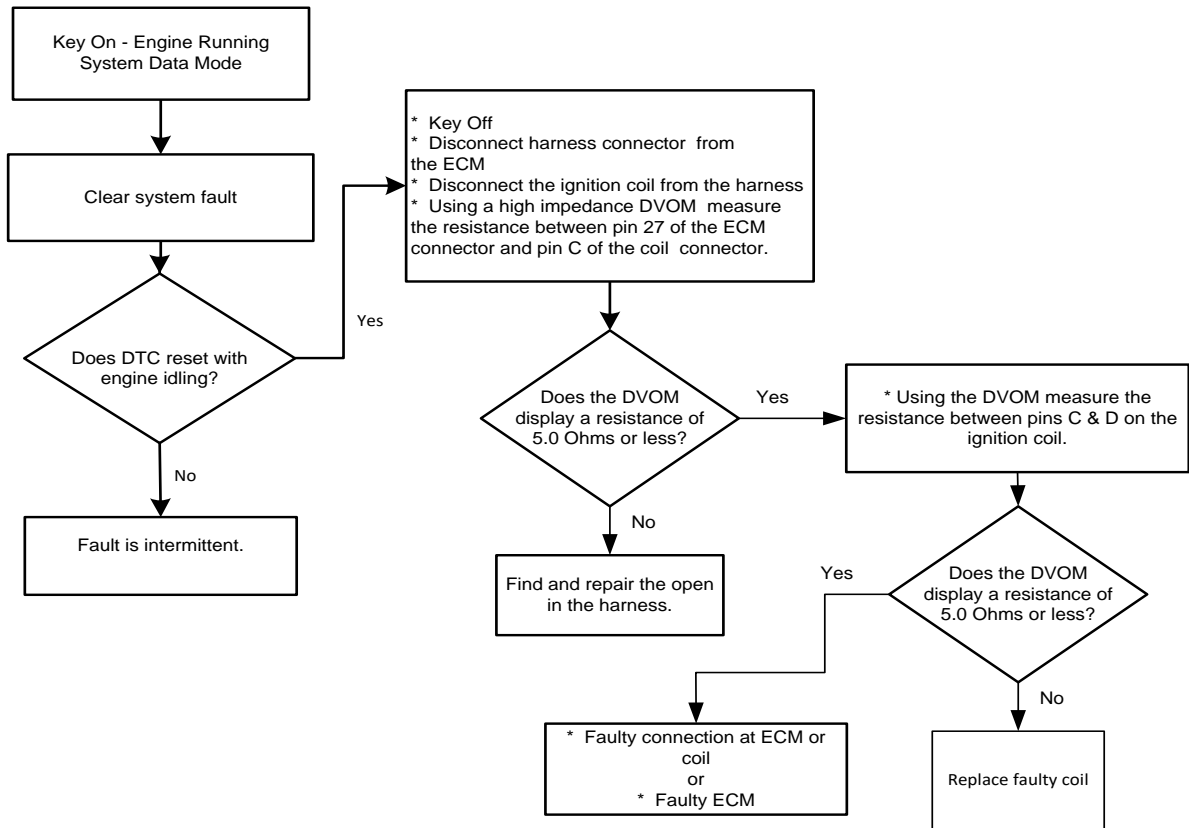 Key On - Engine Running
System Data Mode
Clear system fault
Does DTC reset with
engine idling?
Yes
No
Fault is intermittent.
* Key Off
* Disconnect harness connector from
the ECM
* Disconnect the ignition coil from the harness
* Using a high impedance DVOM measure
the resistance between pin 27 of the ECM
connector and pin C of the coil connector.
Does the DVOM
display a resistance of
5.0 Ohms or less?
Yes
No
Find and repair the open
in the harness.
* Using the DVOM measure the
resistance between pins C & D on the
ignition coil.
Does the DVOM
display a resistance of
5.0 Ohms or less?
Yes
No
* Faulty connection at ECM or
coil
or
* Faulty ECM
Replace faulty coil